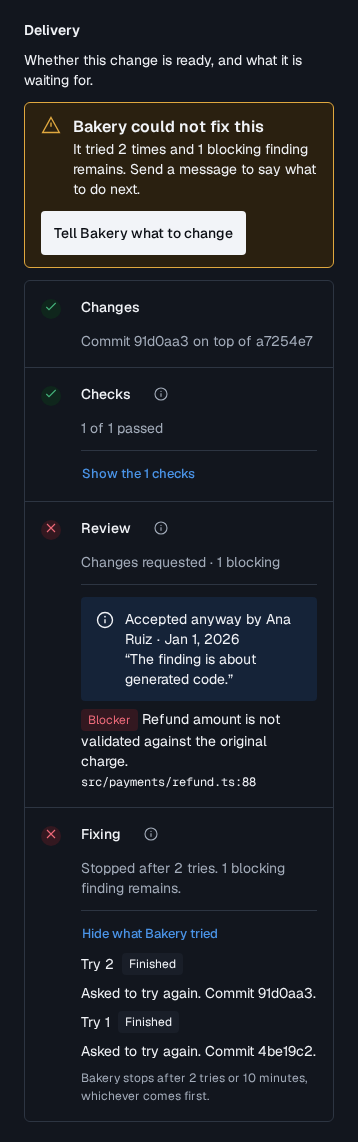 Delivery
Whether this change is ready, and what it is
waiting for.
Bakery could not fix this
It tried 2 times and 1 blocking finding
remains. Send a message to say what
to do next.
Tell Bakery what to change
Changes
Commit 91d0aa3 on top of a7254e7
Checks
1 of 1 passed
Show the 1 checks
Review
Changes requested · 1 blocking
Accepted anyway by Ana
Ruiz · Jan 1, 2026
“The finding is about
generated code.”
Blocker Refund amount is not
validated against the original
charge.
src/payments/refund.ts:88
Fixing
Stopped after 2 tries. 1 blocking
finding remains.
Hide what Bakery tried
Try 2 Finished
Asked to try again. Commit 91d0aa3.
Try 1 Finished
Asked to try again. Commit 4be19c2.
Bakery stops after 2 tries or 10 minutes,
whichever comes first.